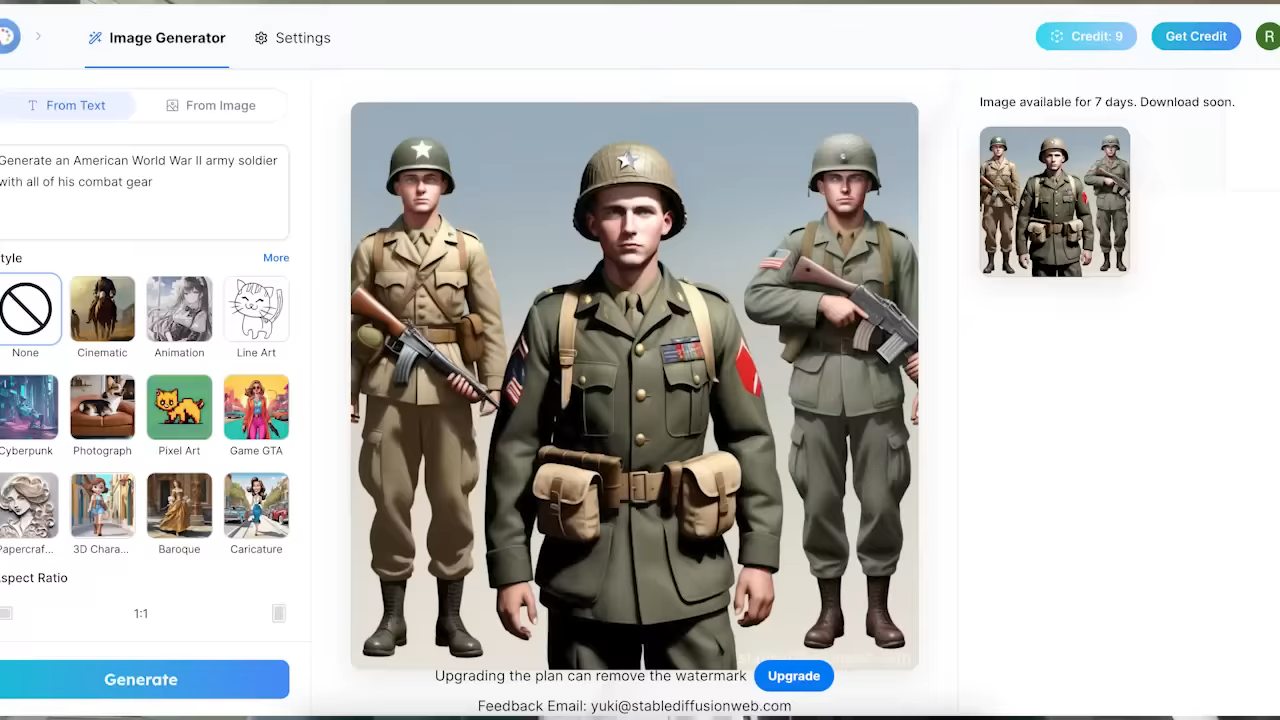 Image Generator
Settings
Credit: 9
Get Credit
R
From Text
From Image
Generate an American World War II army soldier
with all of his combat gear
tyle
More
None
Cinematic
Animation
Line Art
Cyberpunk
Photograph
Pixel Art
Game GTA
Papercraf...
3D Chara...
Baroque
Caricature
spect Ratio
1:1
Generate
Image available for 7 days. Download soon.
Upgrading the plan can remove the watermark
Upgrade
Feedback Email: yuki@stablediffusionweb.com